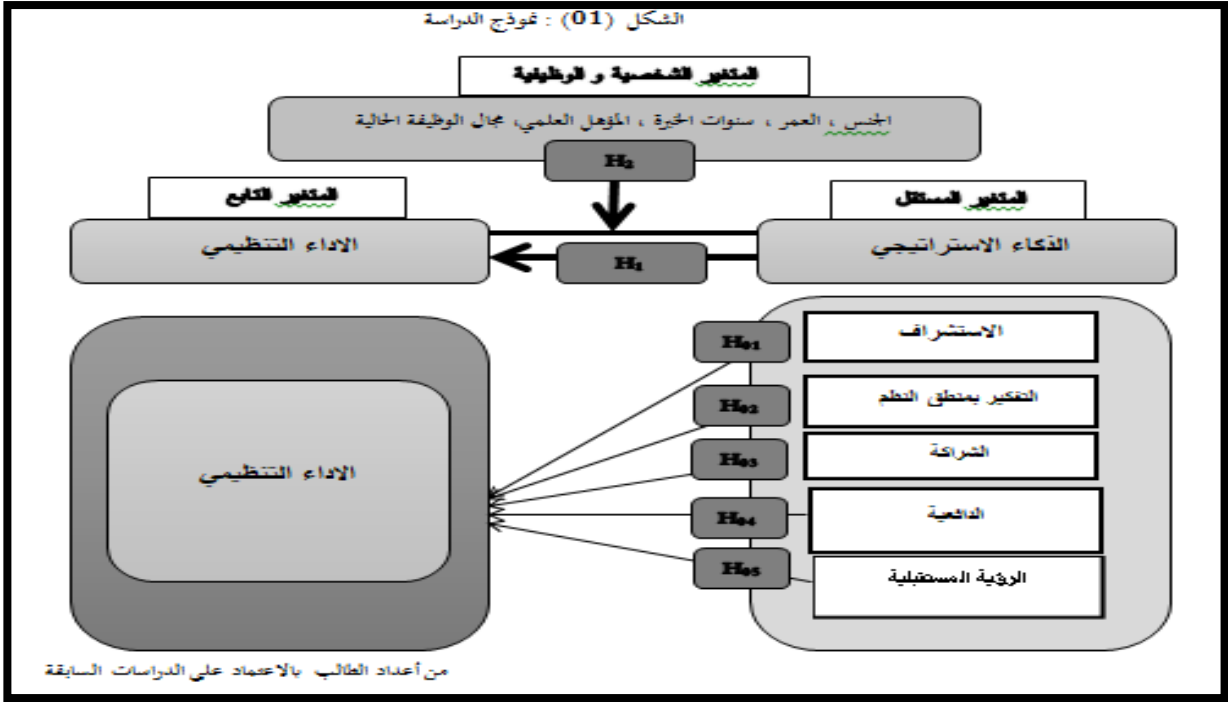 الشكل (01) : نموذج الدراسة
المتغير الشخصية و الوظيفية
الجنس ، العمر ، سنوات الخبرة ، المؤهل العلمي، مجال الوظيفة الحالية
H₂
المتغير المستقل
المتغير التابع
الذكاء الاستراتيجي
H₁
الاداء التنظيمي
الاستشراف
H₀₁
التفكير بمنطق النظم
H₀₂
الشراكة
H₀₃
الدافعية
H₀₄
الرؤية المستقبلية
H₀₅
الاداء التنظيمي
من أعداد الطالب بالاعتماد على الدراسات السابقة